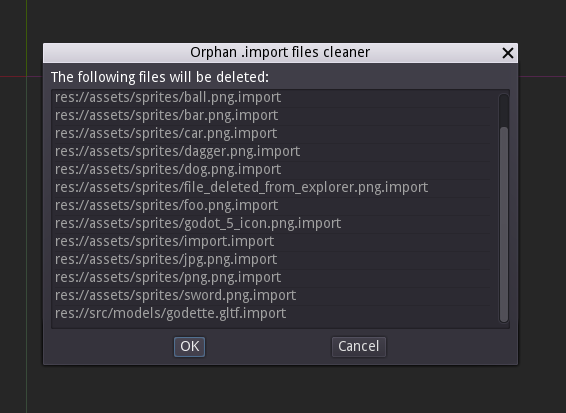 Orphan .import files cleaner
The following files will be deleted:
res://assets/sprites/ball.png.import
res://assets/sprites/bar.png.import
res://assets/sprites/car.png.import
res://assets/sprites/dagger.png.import
res://assets/sprites/dog.png.import
res://assets/sprites/file_deleted_from_explorer.png.import
res://assets/sprites/foo.png.import
res://assets/sprites/godot_5_icon.png.import
res://assets/sprites/import.import
res://assets/sprites/jpg.png.import
res://assets/sprites/png.png.import
res://assets/sprites/sword.png.import
res://src/models/godette.gltf.import
OK
Cancel